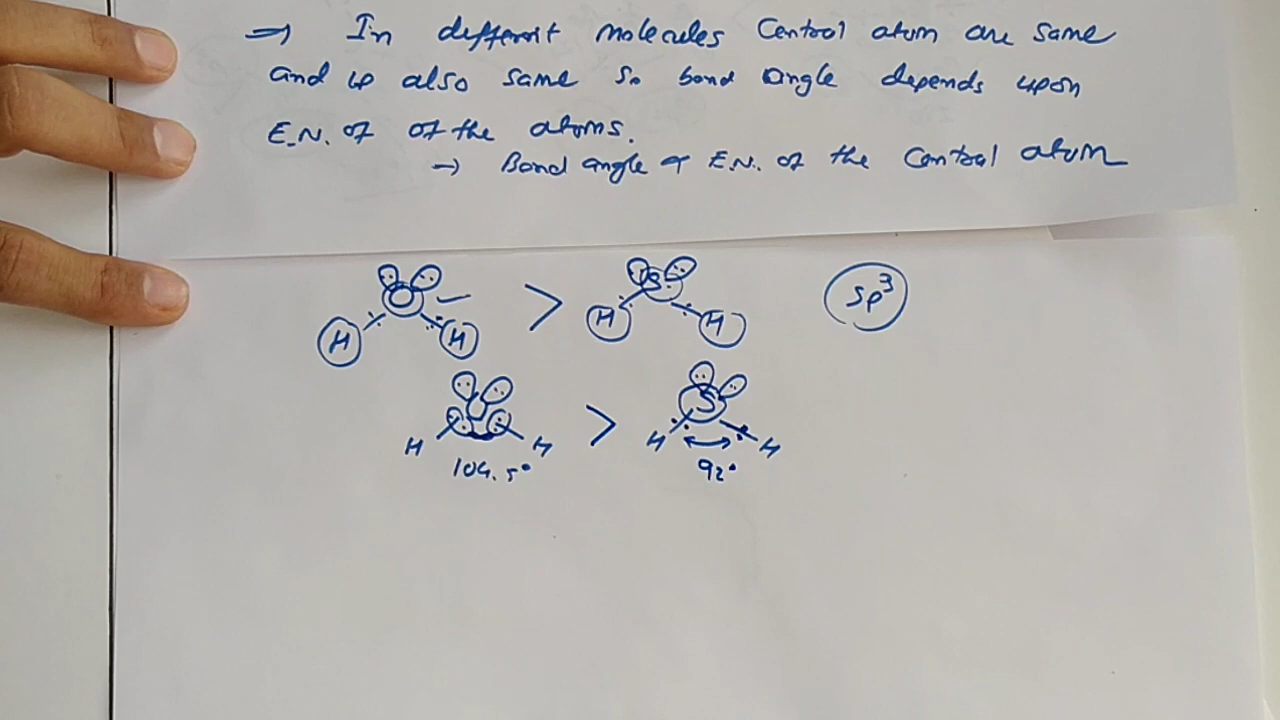 ⇒ In different molecules Central atom are same
and lp also same so bond angle depends upon
E.N. of of the atoms.
→ Bond angle ∝ E.N. of the Central atom
O > S sp³
H H H H
O > S
H H H H
104.5° 92°